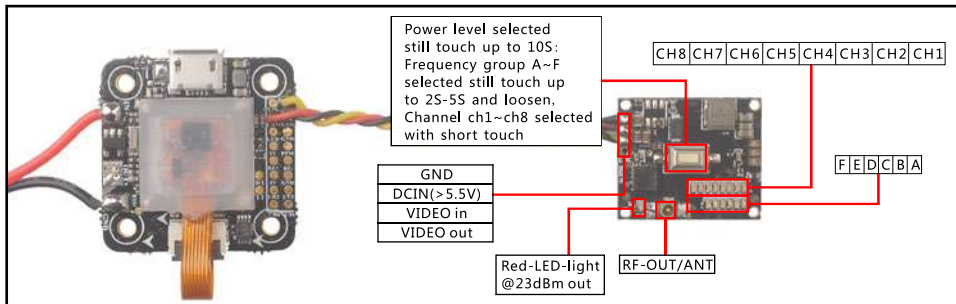 Power level selected
still touch up to 10S:
Frequency group A~F
selected still touch up
to 2S-5S and loosen,
Channel ch1~ch8 selected
with short touch
CH8 CH7 CH6 CH5 CH4 CH3 CH2 CH1
F E D C B A
GND
DCIN(>5.5V)
VIDEO in
VIDEO out
Red-LED-light
@23dBm out
RF-OUT/ANT